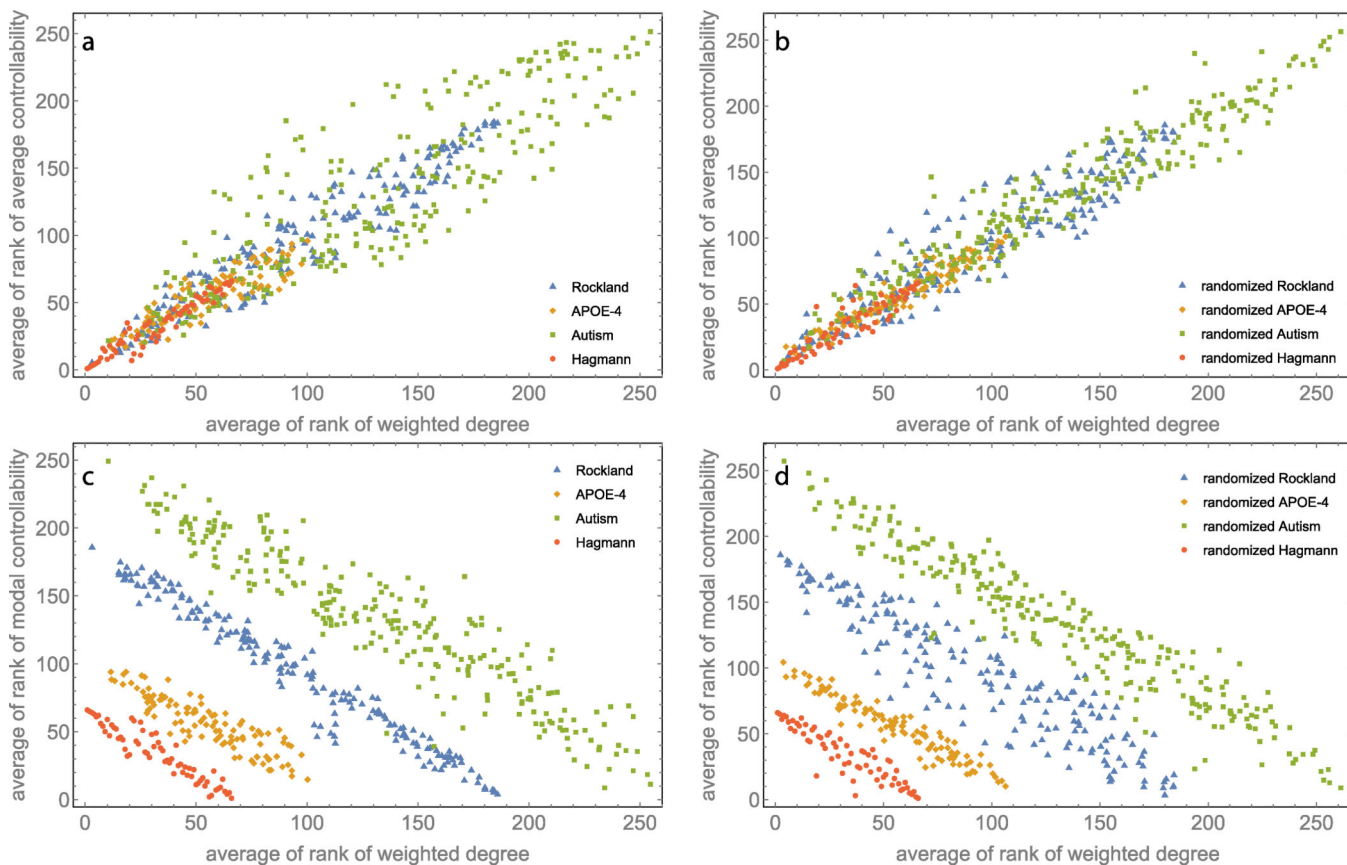 a
average of rank of average controllability
250
200
150
100
50
0
Rockland
APOE-4
Autism
Hagmann
0 50 100 150 200 250
average of rank of weighted degree
b
average of rank of average controllability
250
200
150
100
50
0
randomized Rockland
randomized APOE-4
randomized Autism
randomized Hagmann
0 50 100 150 200 250
average of rank of weighted degree
c
average of rank of modal controllability
250
200
150
100
50
0
Rockland
APOE-4
Autism
Hagmann
0 50 100 150 200 250
average of rank of weighted degree
d
average of rank of modal controllability
250
200
150
100
50
0
randomized Rockland
randomized APOE-4
randomized Autism
randomized Hagmann
0 50 100 150 200 250
average of rank of weighted degree